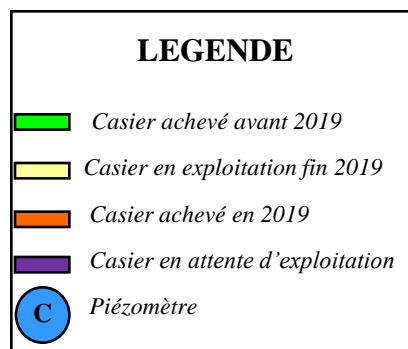 LEGENDE
Casier achevé avant 2019
Casier en exploitation fin 2019
Casier achevé en 2019
Casier en attente d’exploitation
C Piézomètre